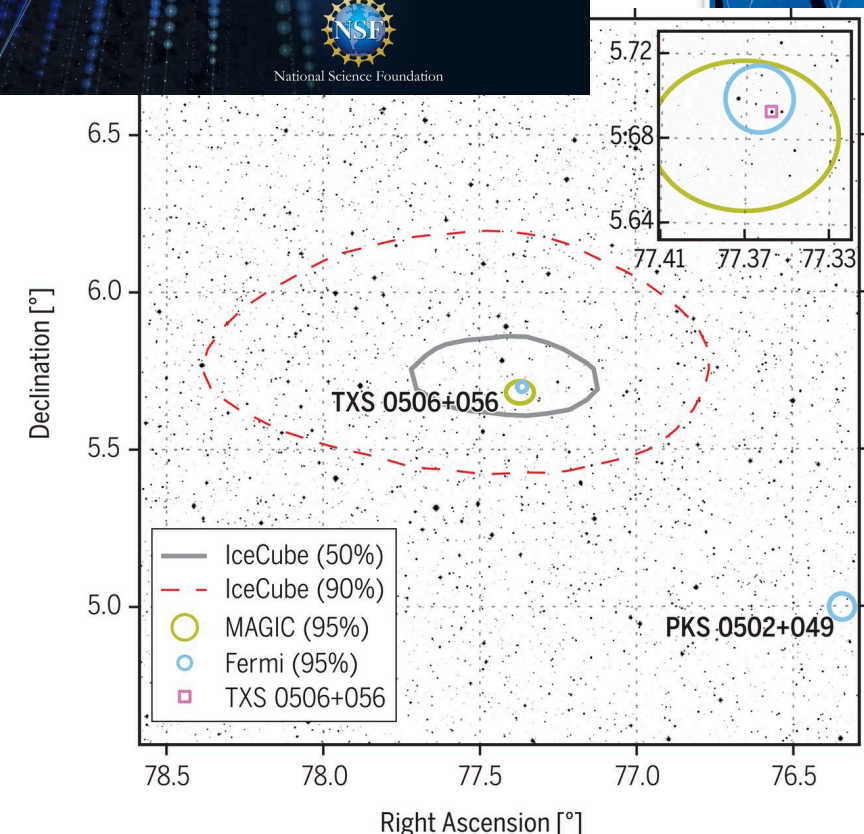 NSF
National Science Foundation
5.72
5.68
5.64
77.41 77.37 77.33
6.5
6.0
5.5
5.0
Declination [°]
TXS 0506+056
PKS 0502+049
IceCube (50%)
IceCube (90%)
MAGIC (95%)
Fermi (95%)
TXS 0506+056
78.5 78.0 77.5 77.0 76.5
Right Ascension [°]